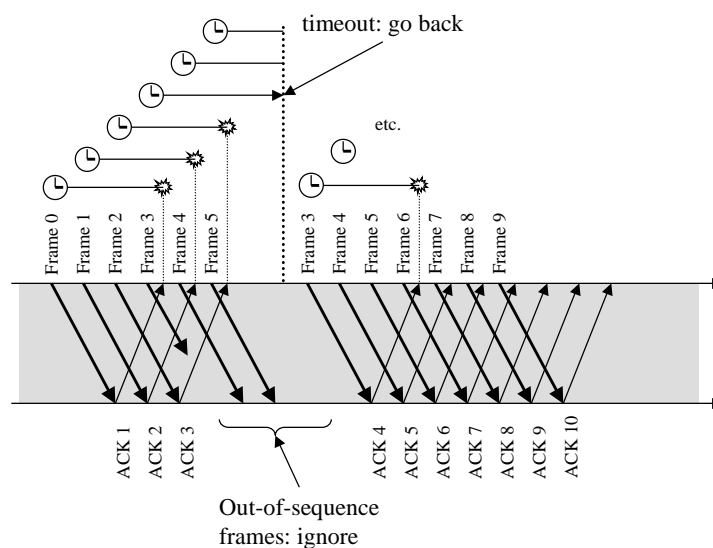 timeout: go back
etc.
Frame 0
Frame 1
Frame 2
Frame 3
Frame 4
Frame 5
Frame 3
Frame 4
Frame 5
Frame 6
Frame 7
Frame 8
Frame 9
ACK 1
ACK 2
ACK 3
ACK 4
ACK 5
ACK 6
ACK 7
ACK 8
ACK 9
ACK 10
Out-of-sequence
frames: ignore